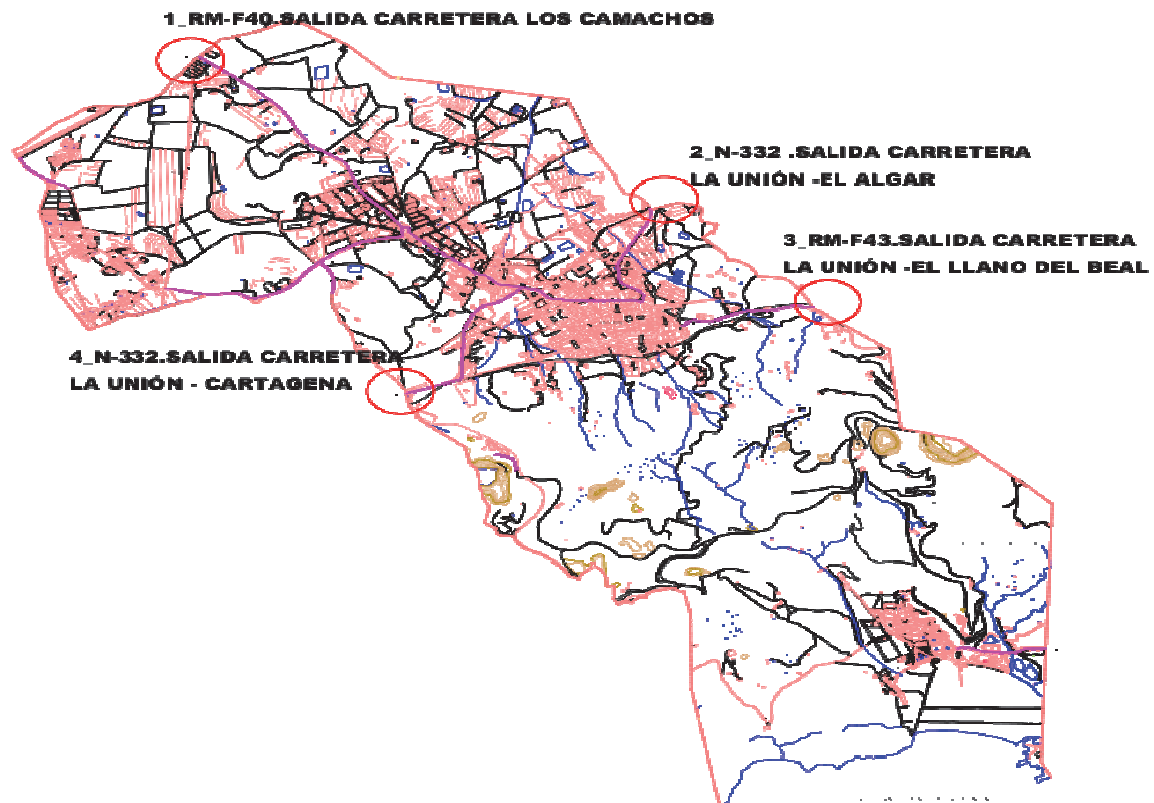 1_RM-F40.SALIDA CARRETERA LOS CAMACHOS
2_N-332 .SALIDA CARRETERA
LA UNIÓN -EL ALGAR
3_RM-F43.SALIDA CARRETERA
LA UNIÓN -EL LLANO DEL BEAL
4_N-332.SALIDA CARRETERA
LA UNIÓN - CARTAGENA